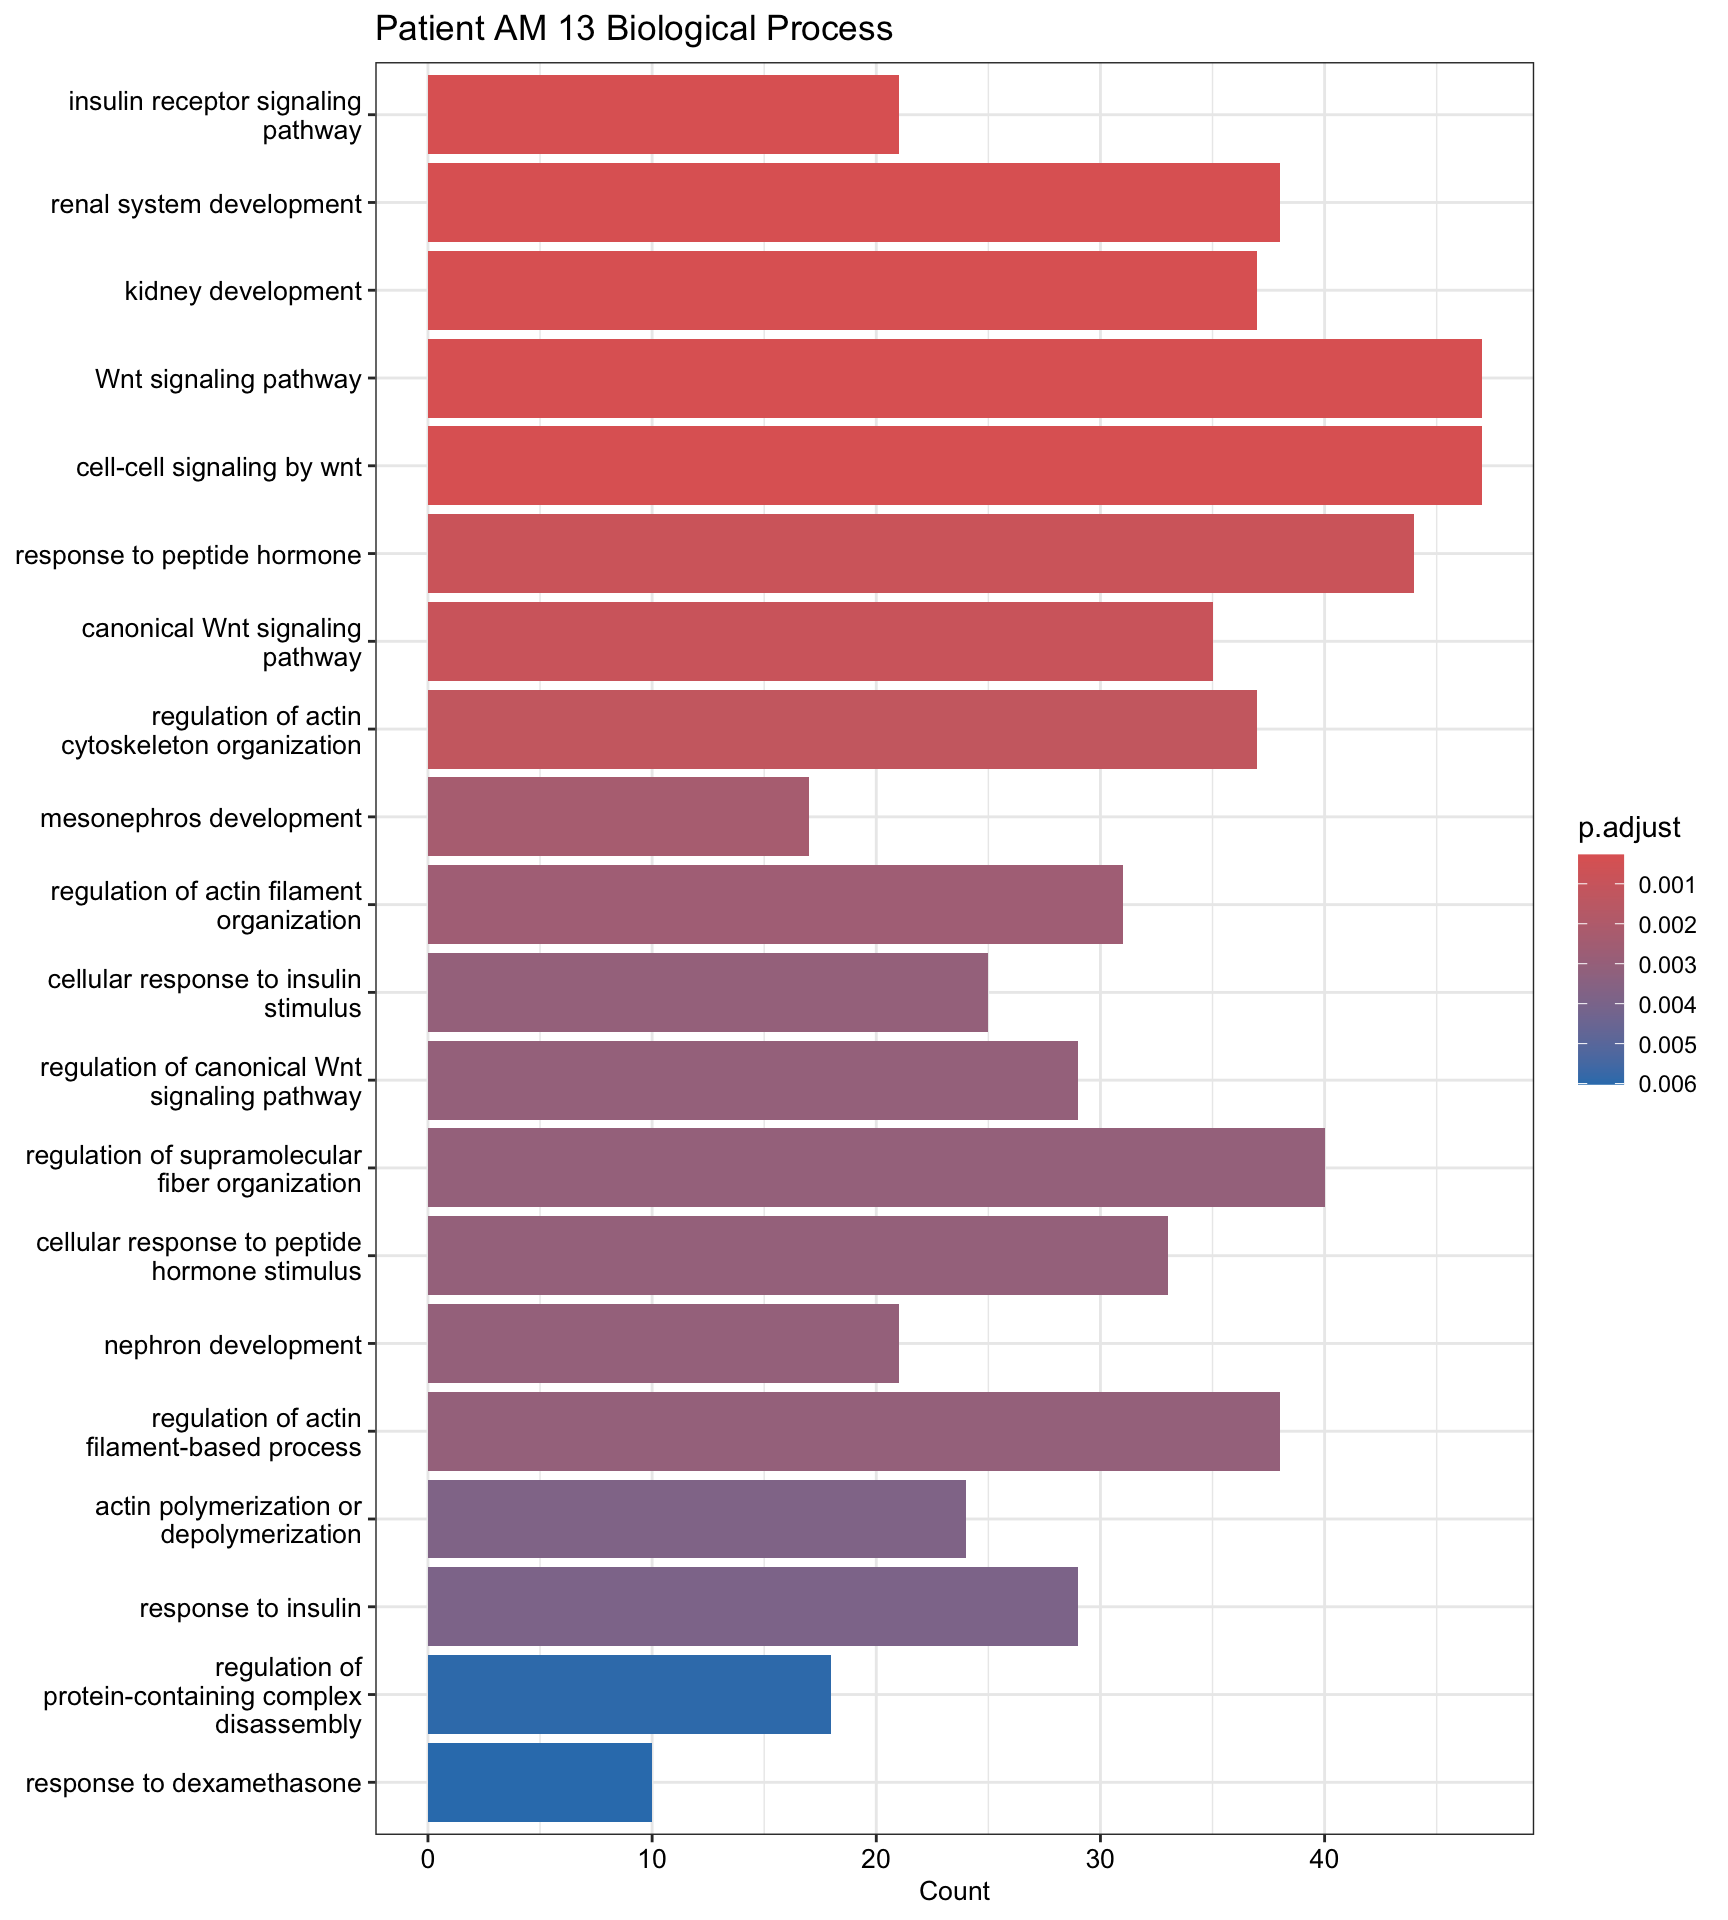 Patient AM 13 Biological Process
insulin receptor signaling
pathway
renal system development
kidney development
Wnt signaling pathway
cell-cell signaling by wnt
response to peptide hormone
canonical Wnt signaling
pathway
regulation of actin
cytoskeleton organization
mesonephros development
regulation of actin filament
organization
cellular response to insulin
stimulus
regulation of canonical Wnt
signaling pathway
regulation of supramolecular
fiber organization
cellular response to peptide
hormone stimulus
nephron development
regulation of actin
filament-based process
actin polymerization or
depolymerization
response to insulin
regulation of
protein-containing complex
disassembly
response to dexamethasone
0 10 20 30 40
Count
p.adjust
0.001
0.002
0.003
0.004
0.005
0.006